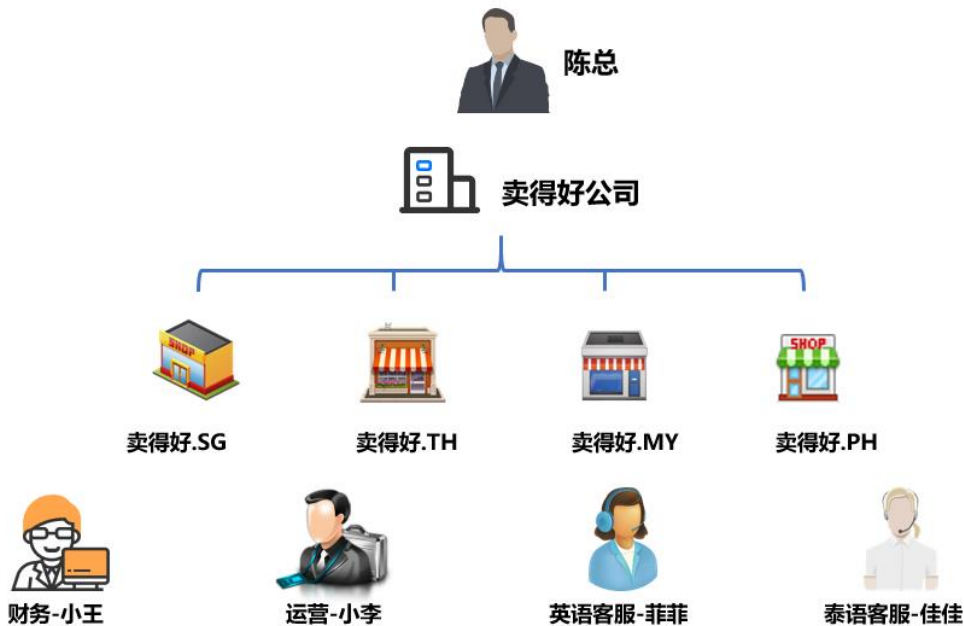 陈总
卖得好公司
SHOP
SHOP
卖得好.SG
卖得好.TH
卖得好.MY
卖得好.PH
财务-小王
运营-小李
英语客服-菲菲
泰语客服-佳佳